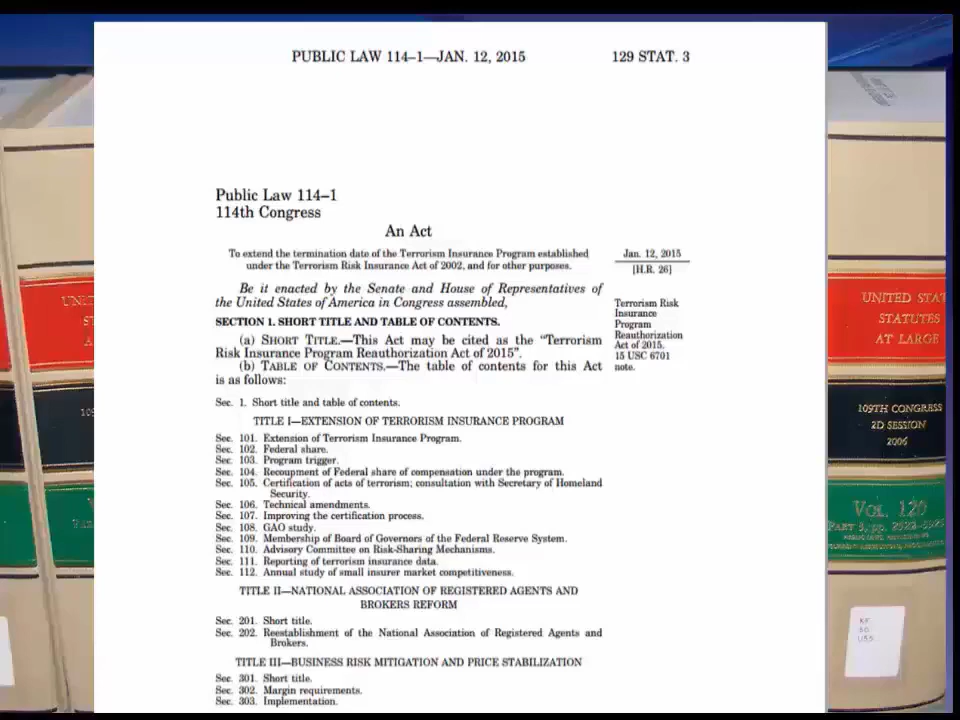 PUBLIC LAW 114–1—JAN. 12, 2015 129 STAT. 3
Public Law 114–1
114th Congress
An Act
To extend the termination date of the Terrorism Insurance Program established
under the Terrorism Risk Insurance Act of 2002, and for other purposes.
Jan. 12, 2015
[H.R. 26]
Be it enacted by the Senate and House of Representatives of
the United States of America in Congress assembled,
SECTION 1. SHORT TITLE AND TABLE OF CONTENTS.
(a) SHORT TITLE.—This Act may be cited as the “Terrorism
Risk Insurance Program Reauthorization Act of 2015”.
(b) TABLE OF CONTENTS.—The table of contents for this Act
is as follows:
Terrorism Risk
Insurance
Program
Reauthorization
Act of 2015.
15 USC 6701
note.
Sec. 1. Short title and table of contents.
TITLE I—EXTENSION OF TERRORISM INSURANCE PROGRAM
Sec. 101. Extension of Terrorism Insurance Program.
Sec. 102. Federal share.
Sec. 103. Program trigger.
Sec. 104. Recoupment of Federal share of compensation under the program.
Sec. 105. Certification of acts of terrorism; consultation with Secretary of Homeland
Security.
Sec. 106. Technical amendments.
Sec. 107. Improving the certification process.
Sec. 108. GAO study.
Sec. 109. Membership of Board of Governors of the Federal Reserve System.
Sec. 110. Advisory Committee on Risk-Sharing Mechanisms.
Sec. 111. Reporting of terrorism insurance data.
Sec. 112. Annual study of small insurer market competitiveness.
TITLE II—NATIONAL ASSOCIATION OF REGISTERED AGENTS AND
BROKERS REFORM
Sec. 201. Short title.
Sec. 202. Reestablishment of the National Association of Registered Agents and
Brokers.
TITLE III—BUSINESS RISK MITIGATION AND PRICE STABILIZATION
Sec. 301. Short title.
Sec. 302. Margin requirements.
Sec. 303. Implementation.
UNITED STAT
STATUTES
AT LARGE
109TH CONGRESS
2D SESSION
2006
VOL. 120
KF
50
U55